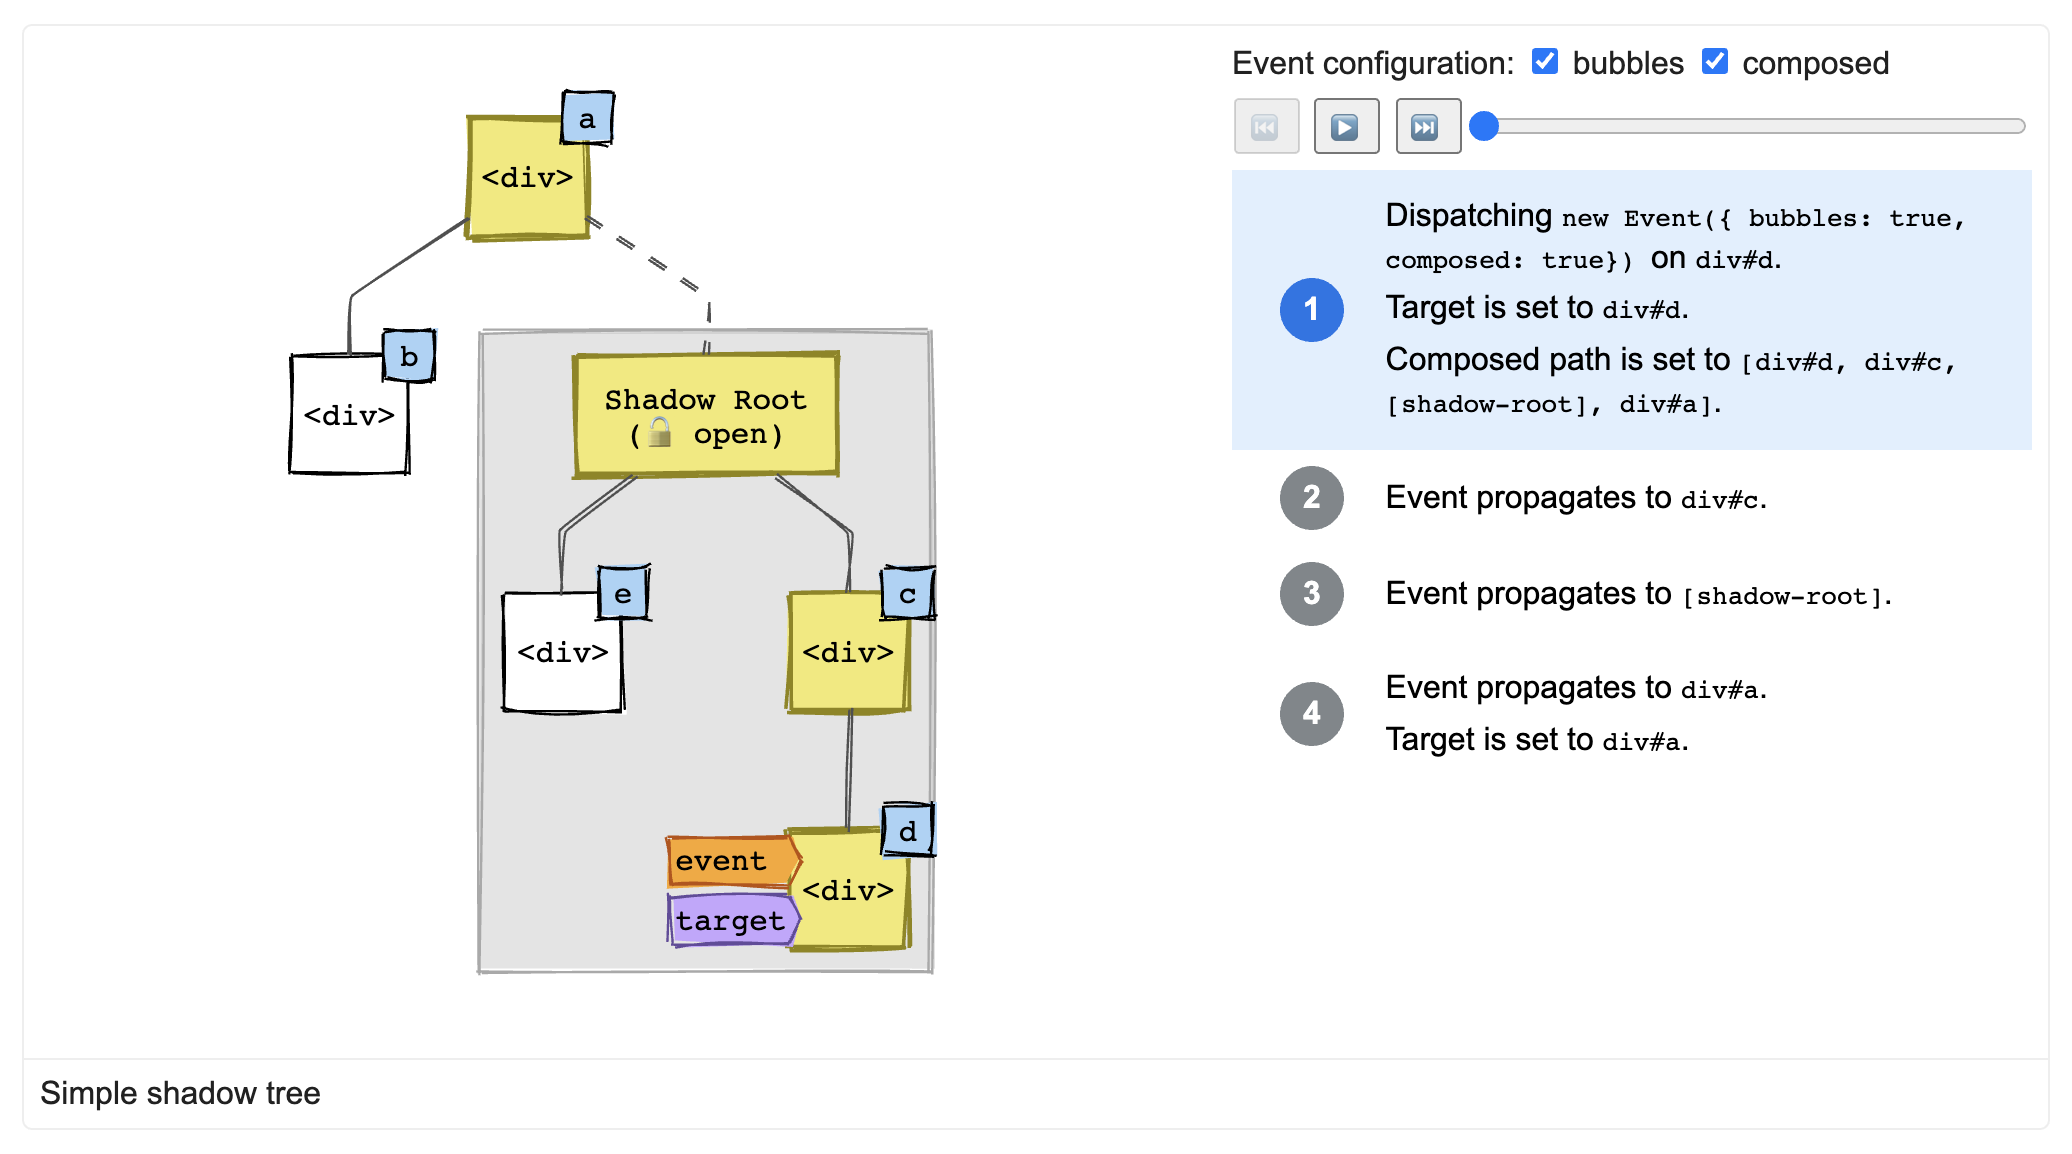 a
<div>
b
<div>
Shadow Root
(🔓 open)
e
<div>
c
<div>
d
<div>
event
target
Event configuration: bubbles composed
1
Dispatching new Event({ bubbles: true,
composed: true}) on div#d.
Target is set to div#d.
Composed path is set to [div#d, div#c,
[shadow-root], div#a].
2
Event propagates to div#c.
3
Event propagates to [shadow-root].
4
Event propagates to div#a.
Target is set to div#a.
Simple shadow tree